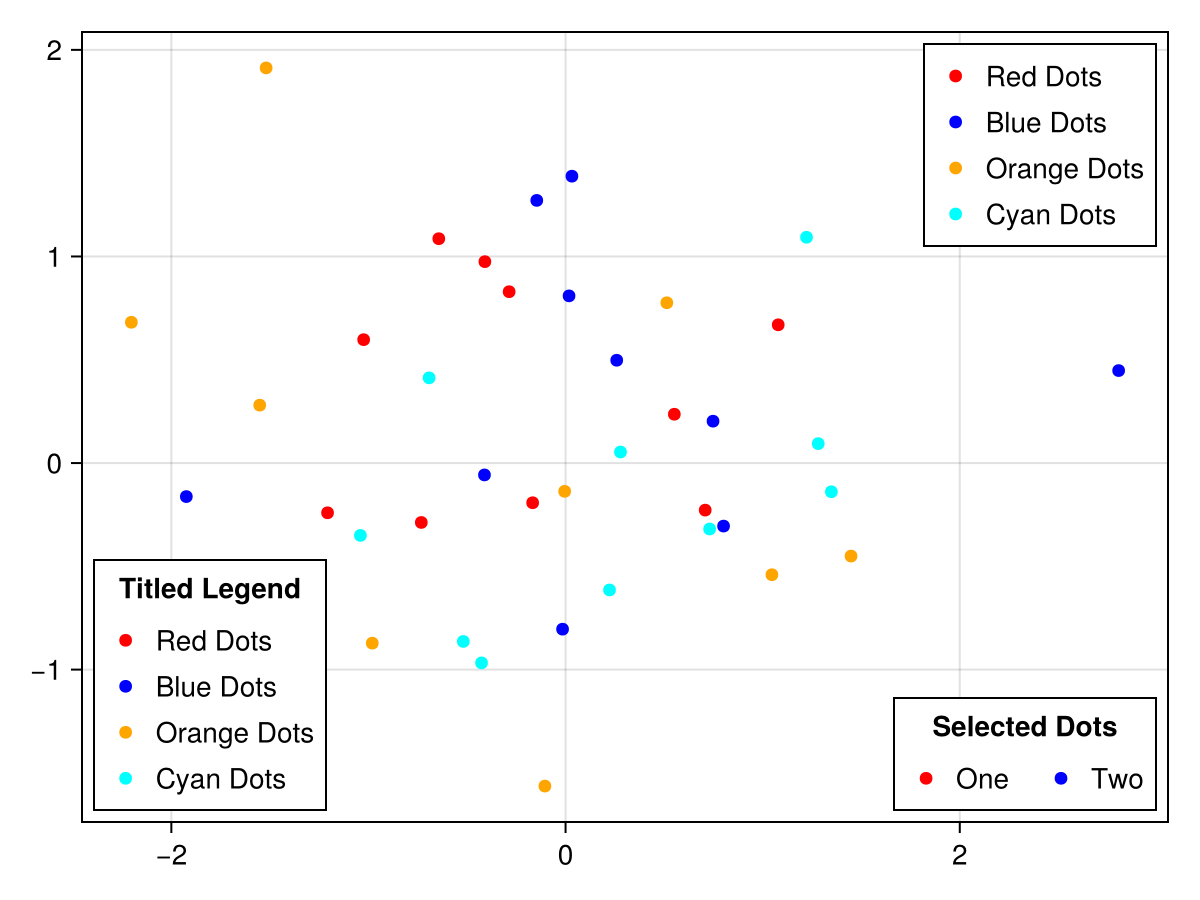 2
Red Dots
Blue Dots
Orange Dots
Cyan Dots
1
0
Titled Legend
Red Dots
Blue Dots
Orange Dots
Cyan Dots
−1
Selected Dots
One Two
−2 0 2